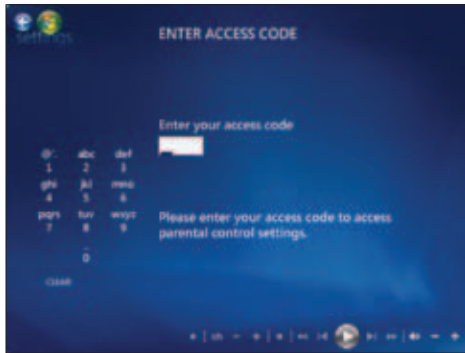 settings
ENTER ACCESS CODE
Enter your access code
@:. abc def
1 2 3
ghi jkl mno
4 5 6
pqrs tuv wxyz
7 8 9
0
CLEAR
Please enter your access code to access
parental control settings.
ch - +
- +